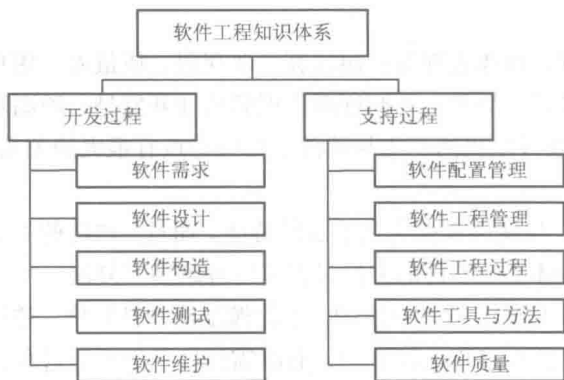 软件工程知识体系
开发过程
支持过程
软件需求
软件设计
软件构造
软件测试
软件维护
软件配置管理
软件工程管理
软件工程过程
软件工具与方法
软件质量